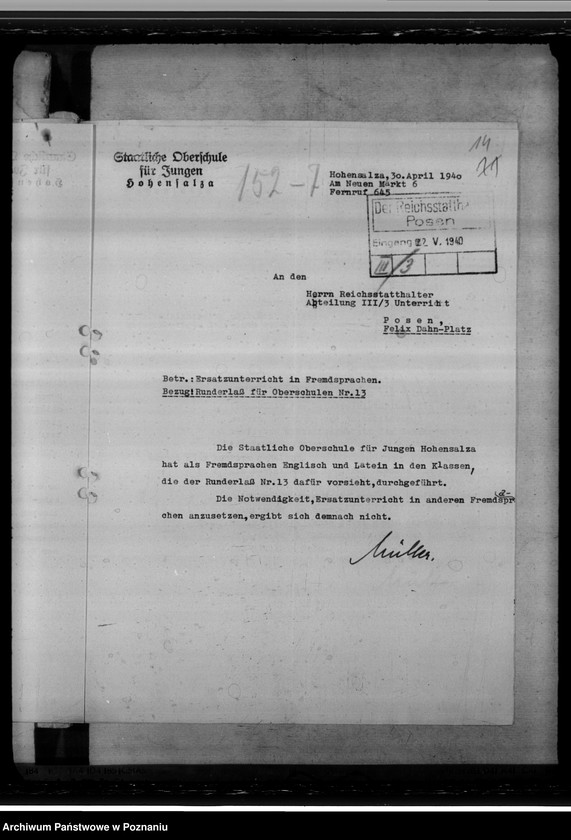 14
Staatliche Oberschule
für Jungen
Hohensalza
152-7
Hohensalza, 30.April 1940
Am Neuen Markt 6
Fernruf 645
Der Reichsstatth
Posen
Eingang 22. V. 1940
III/3
An den
Herrn Reichsstatthalter
Abteilung III/3 Unterricht
Posen,
Felix Dahn-Platz
Betr.:Ersatzunterricht in Fremdsprachen.
Bezug:Runderlaß für Oberschulen Nr.13
Die Staatliche Oberschule für Jungen Hohensalza
hat als Fremdsprachen Englisch und Latein in den Klassen,
die der Runderlaß Nr.13 dafür vorsieht,durchgeführt.
Die Notwendigkeit,Ersatzunterricht in anderen Fremdspra-
chen anzusetzen,ergibt sich demnach nicht.
Müller.
Archiwum Państwowe w Poznaniu